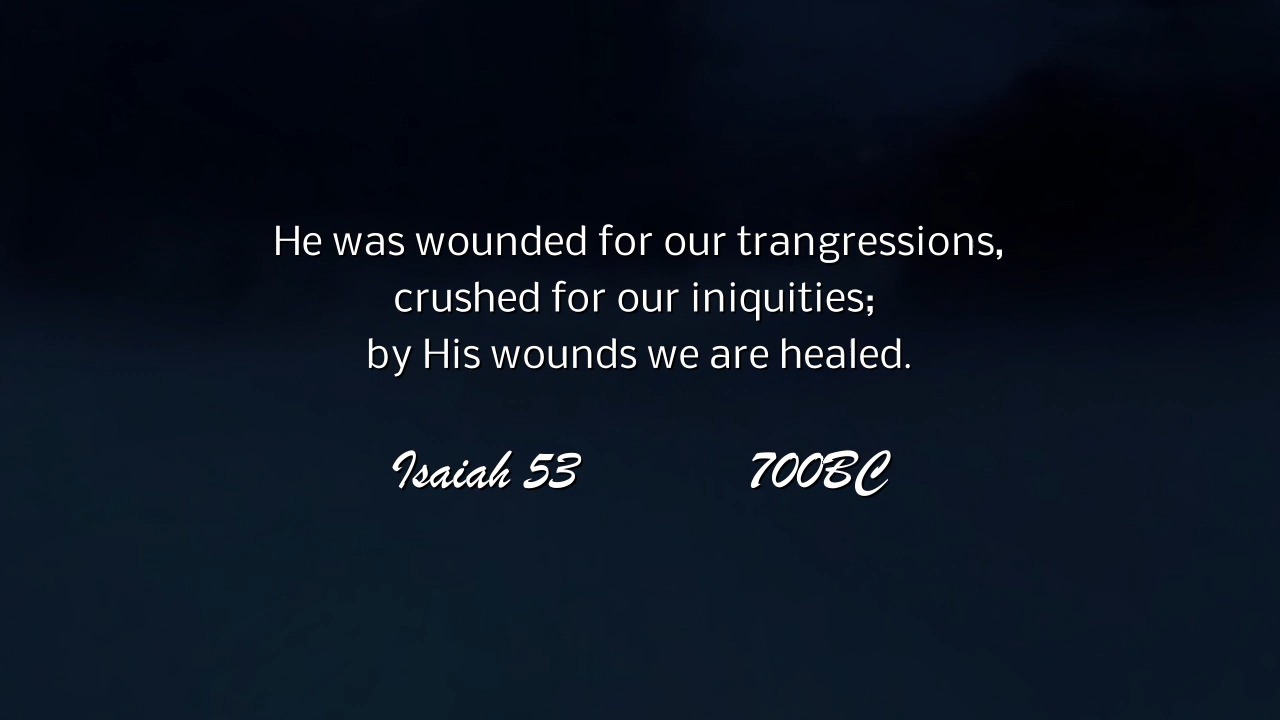 He was wounded for our trangressions,
crushed for our iniquities;
by His wounds we are healed.
Isaiah 53 700BC